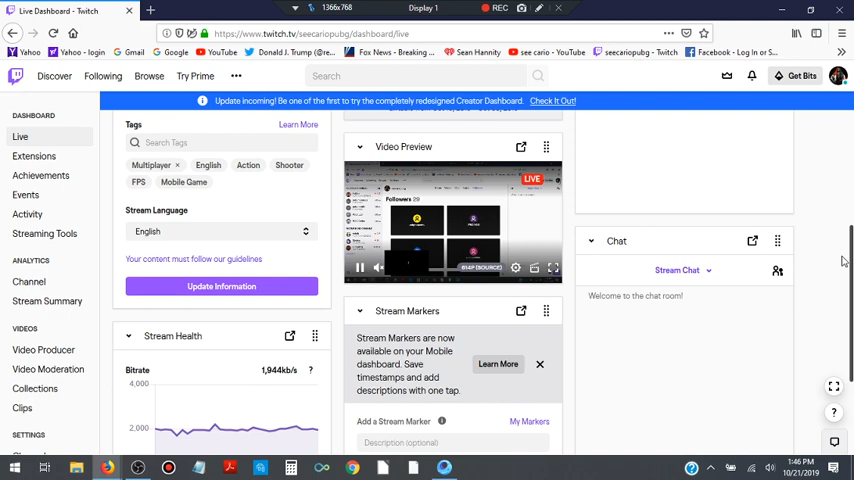 Live Dashboard - Twitch
1366x768
Display 1
REC
https://www.twitch.tv/seecariopubg/dashboard/live
Yahoo
Yahoo - login
Gmail
Google
YouTube
Donald J. Trump (@re...
Fox News - Breaking ...
Sean Hannity
see cario - YouTube
seecariopubg - Twitch
Facebook - Log In or S...
Discover
Following
Browse
Try Prime
Search
Get Bits
Update incoming! Be one of the first to try the completely redesigned Creator Dashboard. Check It Out!
DASHBOARD
Live
Extensions
Achievements
Events
Activity
Streaming Tools
ANALYTICS
Channel
Stream Summary
VIDEOS
Video Producer
Video Moderation
Collections
Clips
SETTINGS
Tags
Learn More
Search Tags
Multiplayer
English
Action
Shooter
FPS
Mobile Game
Stream Language
English
Your content must follow our guidelines
Update Information
Stream Health
Bitrate
1,944kb/s
?
4,000
2,000
Video Preview
LIVE
Followers 29
614P (SOURCE)
Stream Markers
Stream Markers are now
available on your Mobile
dashboard. Save
timestamps and add
descriptions with one tap.
Learn More
Add a Stream Marker
My Markers
Description (optional)
Chat
Stream Chat
Welcome to the chat room!
?
1:46 PM
10/21/2019